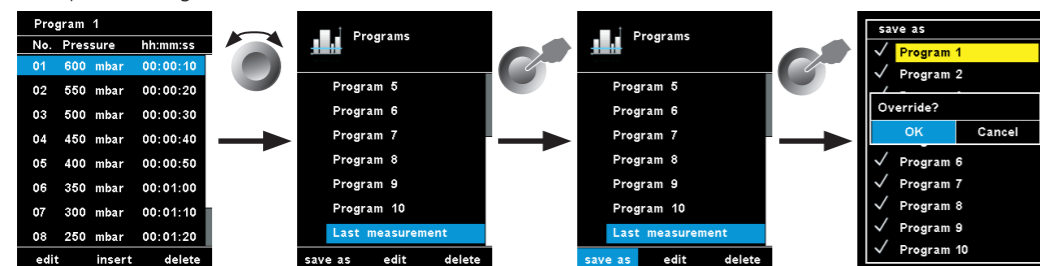 Program 1
No. Pressure hh:mm:ss
01 600 mbar 00:00:10
02 550 mbar 00:00:20
03 500 mbar 00:00:30
04 450 mbar 00:00:40
05 400 mbar 00:00:50
06 350 mbar 00:01:00
07 300 mbar 00:01:10
08 250 mbar 00:01:20
edit insert delete
Programs
Program 5
Program 6
Program 7
Program 8
Program 9
Program 10
Last measurement
save as edit delete
Programs
Program 5
Program 6
Program 7
Program 8
Program 9
Program 10
Last measurement
save as edit delete
save as
Program 1
Program 2
Override?
OK Cancel
Program 6
Program 7
Program 8
Program 9
Program 10